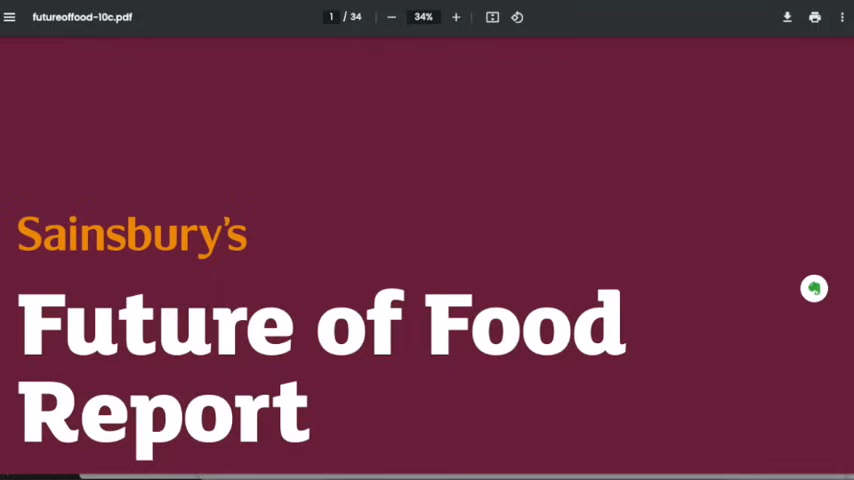 futureoffood-10c.pdf
1 / 34
34%
Sainsbury's
Future of Food
Report